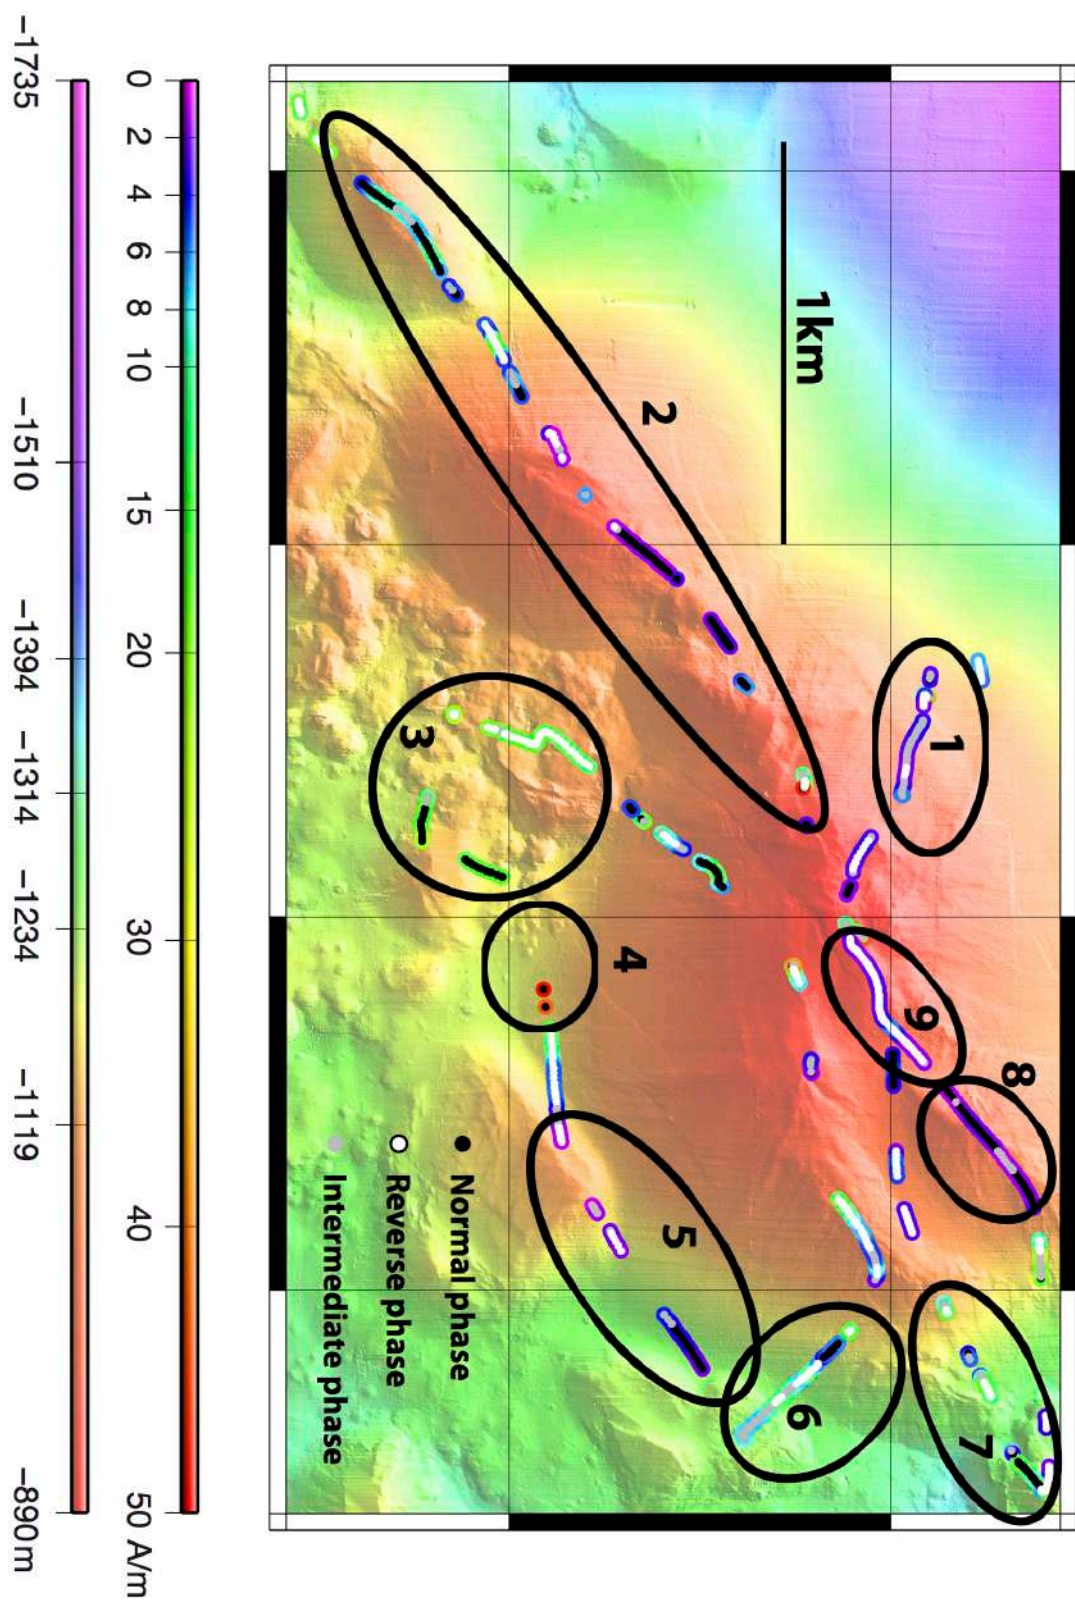 8
7
1
9
1km
6
5
2
4
Normal phase
3
Reverse phase
Intermediate phase
0 2 4 6 8 10 15 20 30 40 50 A/m
−1735 −1510 −1394 −1314 −1234 −1119 −890m